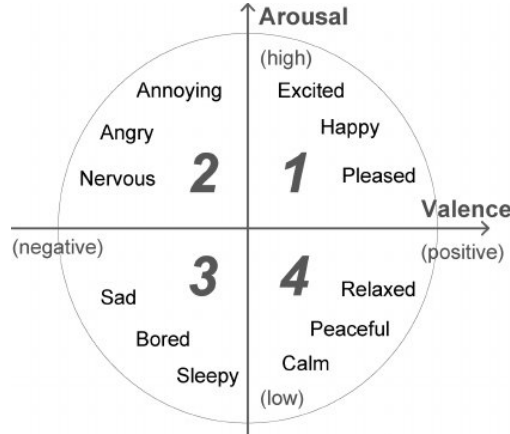 Arousal
(high)
Annoying Excited
Angry Happy
Nervous 2 1 Pleased
Valence
(negative) (positive)
3 4
Sad Relaxed
Bored Peaceful
Sleepy Calm
(low)